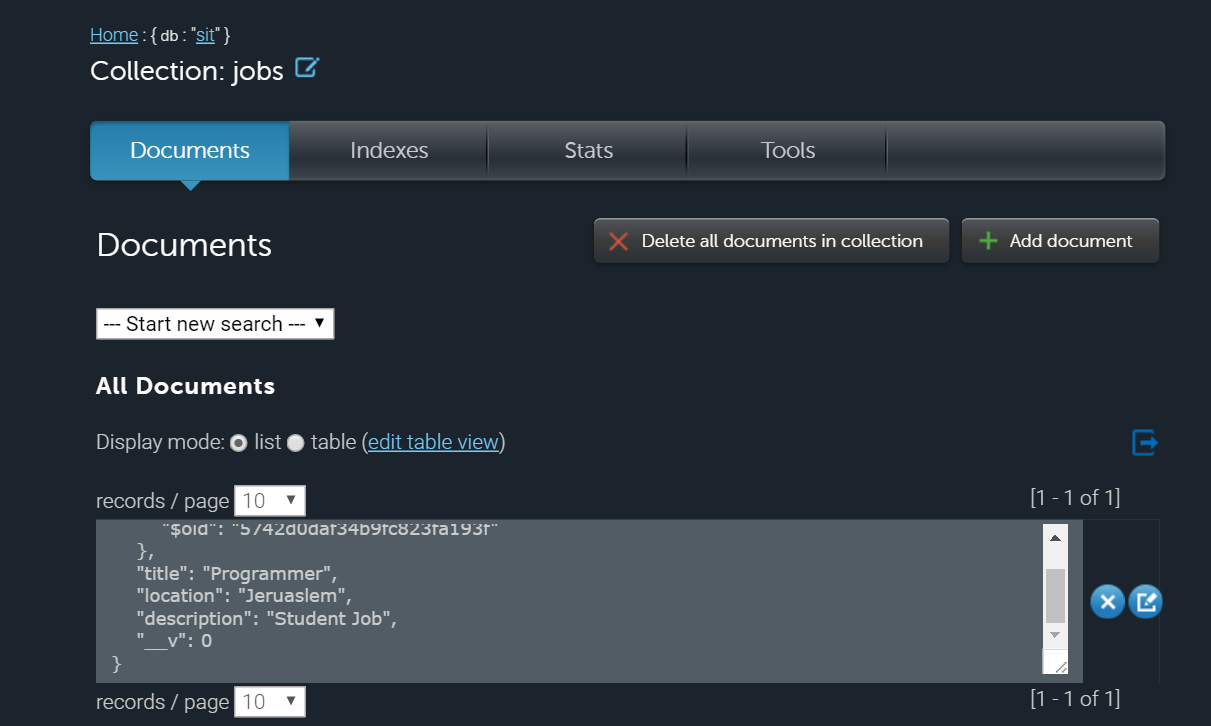 Home : { db : "sit" }
Collection: jobs
Documents Indexes Stats Tools
Documents
Delete all documents in collection
Add document
--- Start new search ---
All Documents
Display mode: list table (edit table view)
records / page 10
[1 - 1 of 1]
"$oid": "5742d0daf34b9fc823fa193f"
},
"title": "Programmer",
"location": "Jeruaslem",
"description": "Student Job",
"__v": 0
}
records / page 10
[1 - 1 of 1]